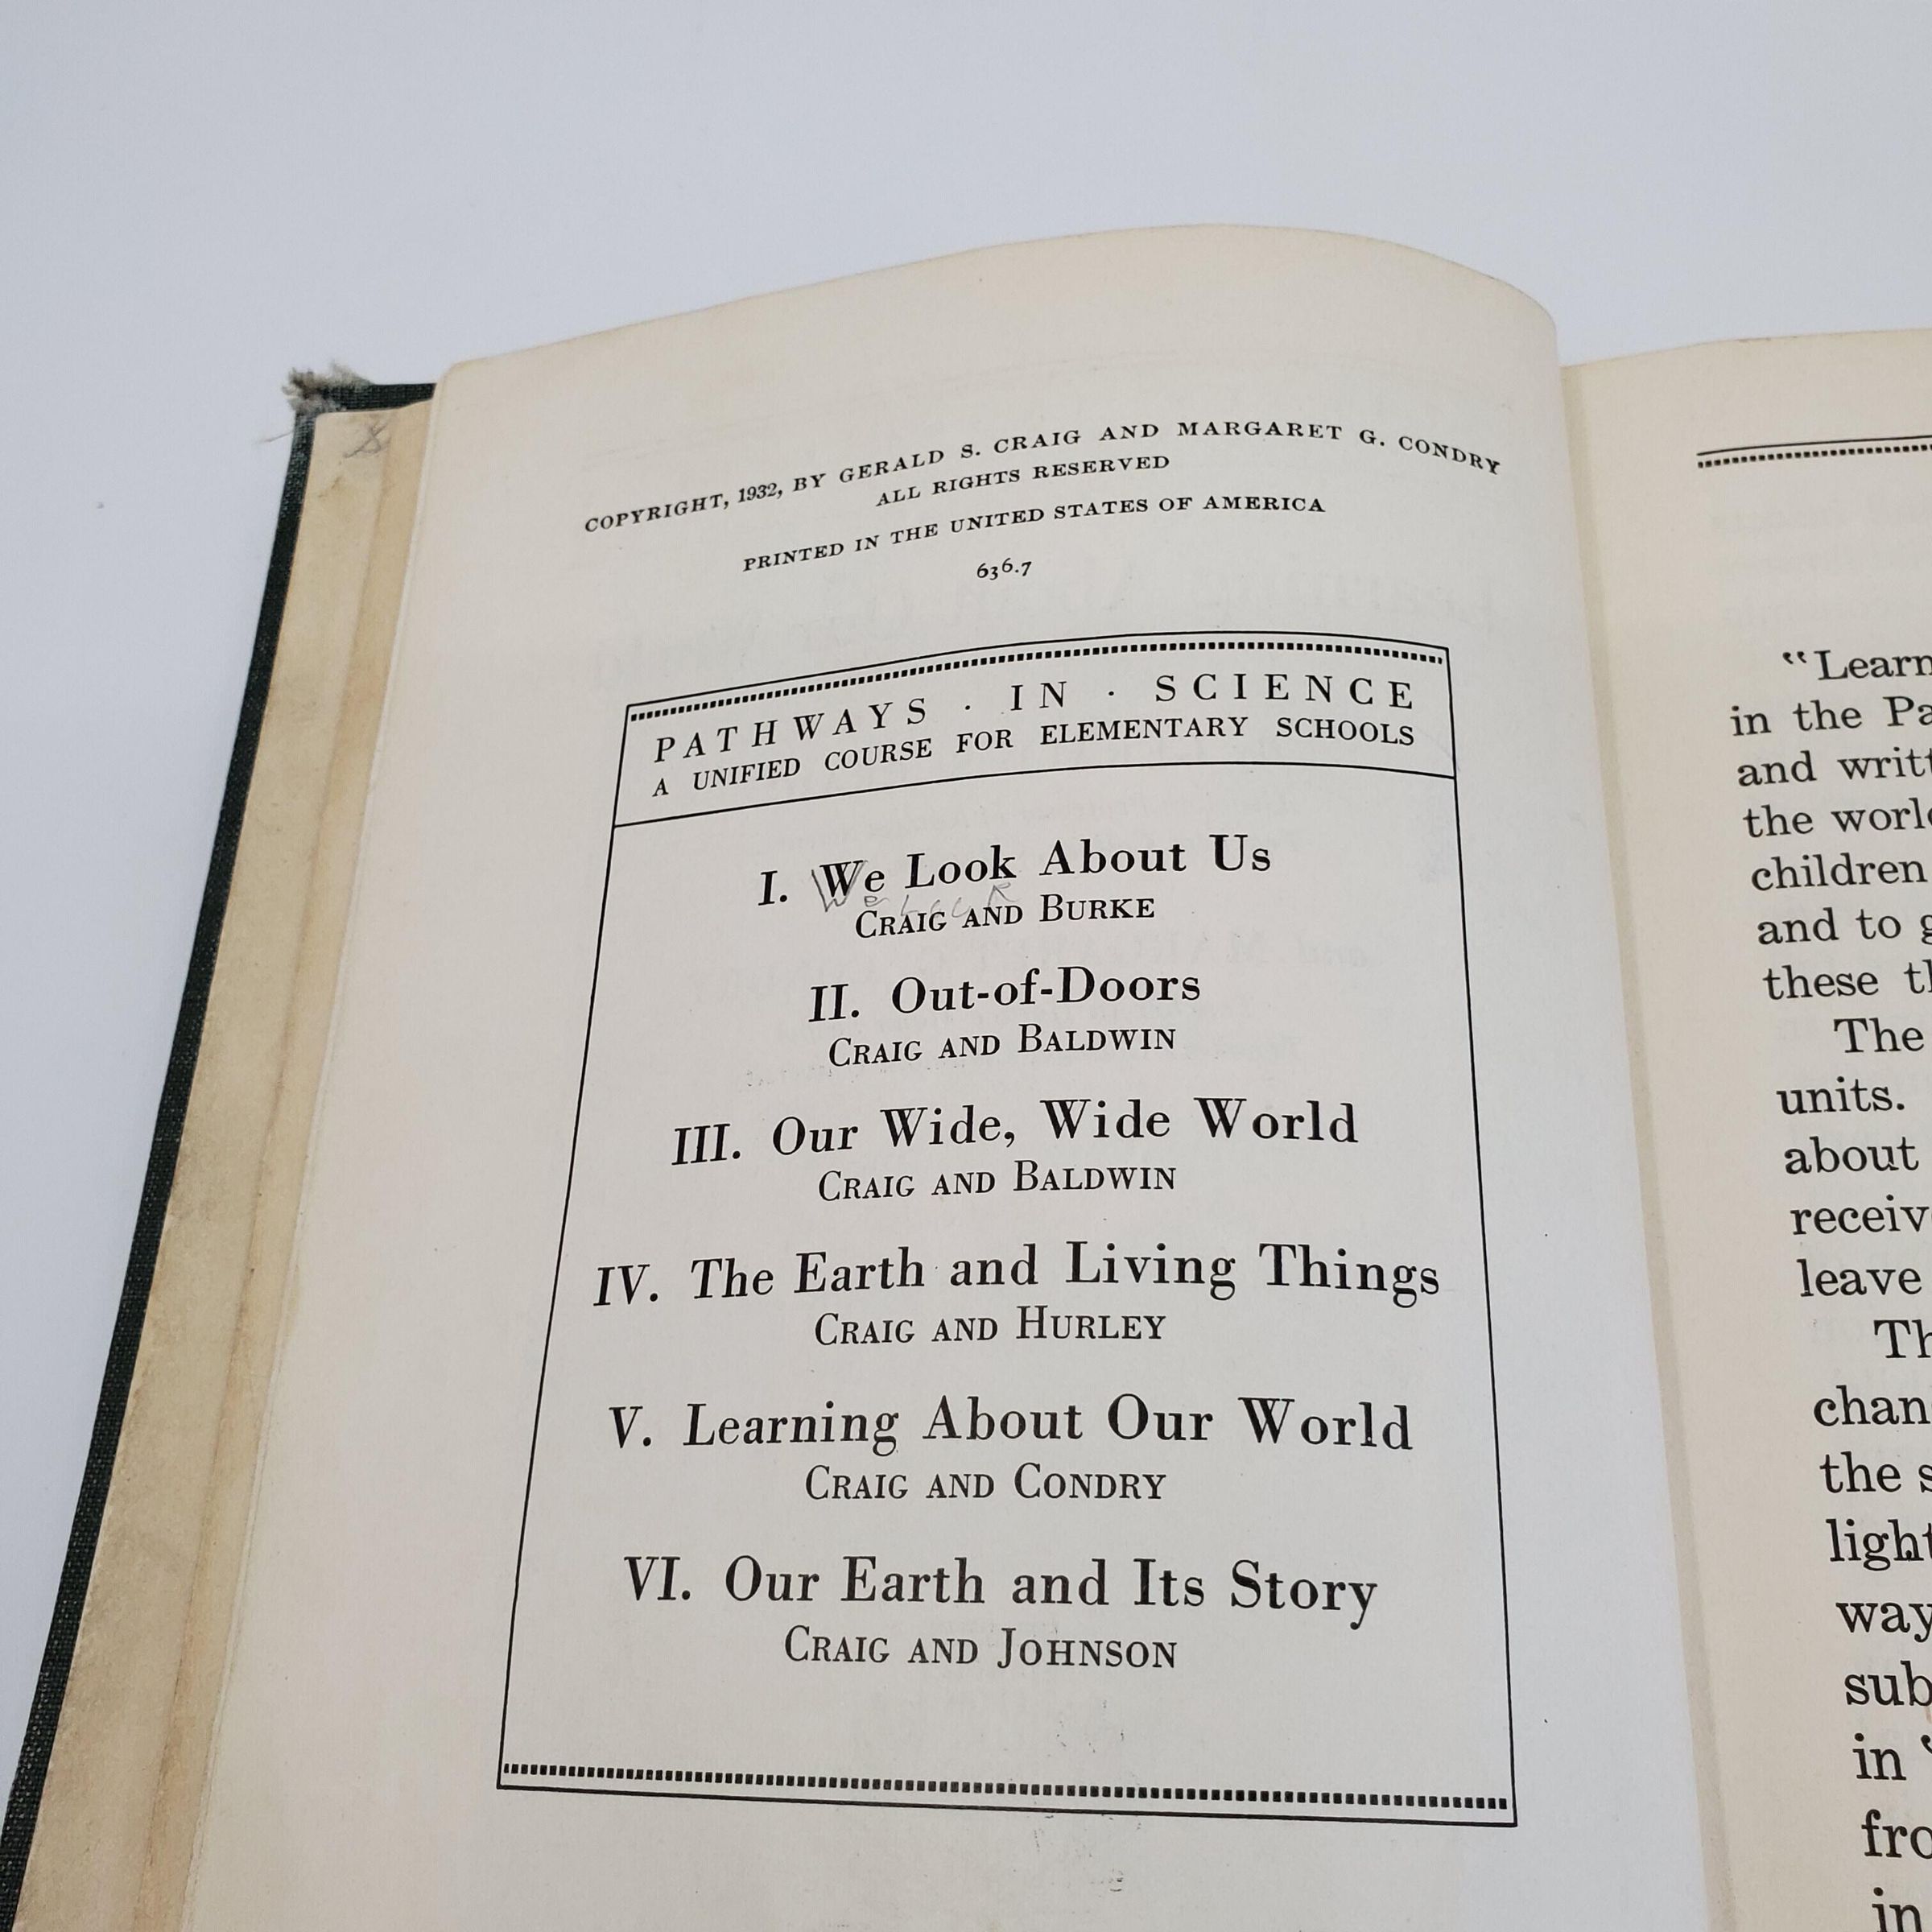 COPYRIGHT, 1932, BY GERALD S. CRAIG AND MARGARET G. CONDRY
ALL RIGHTS RESERVED
PRINTED IN THE UNITED STATES OF AMERICA
636.7
PATHWAYS · IN · SCIENCE
A UNIFIED COURSE FOR ELEMENTARY SCHOOLS
I. We Look About Us
We Look
CRAIG AND BURKE
II. Out-of-Doors
CRAIG AND BALDWIN
III. Our Wide, Wide World
CRAIG AND BALDWIN
IV. The Earth and Living Things
CRAIG AND HURLEY
V. Learning About Our World
CRAIG AND CONDRY
VI. Our Earth and Its Story
CRAIG AND JOHNSON
"Learn
in the Pa
and writt
the worl
children
and to g
these th
The
units.
about
receiv
leave
Th
chan
the s
light
way
sub
in "
fro
in